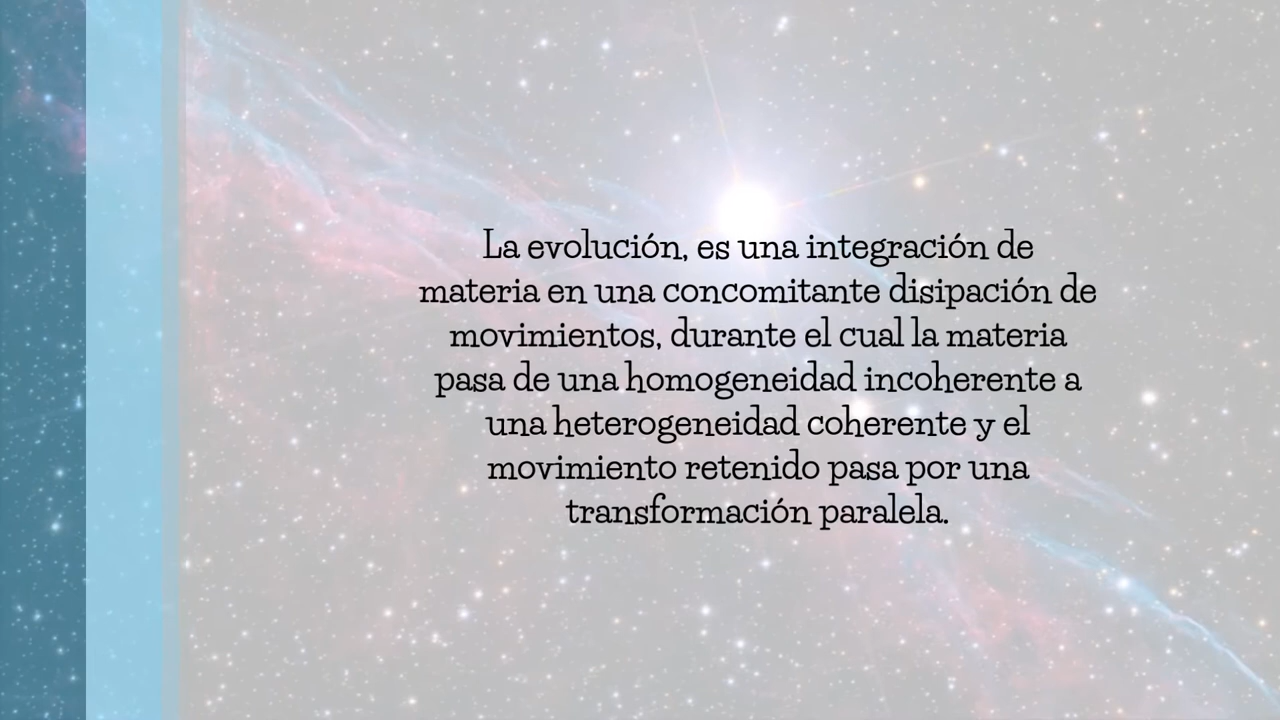 La evolución, es una integración de
materia en una concomitante disipación de
movimientos, durante el cual la materia
pasa de una homogeneidad incoherente a
una heterogeneidad coherente y el
movimiento retenido pasa por una
transformación paralela.